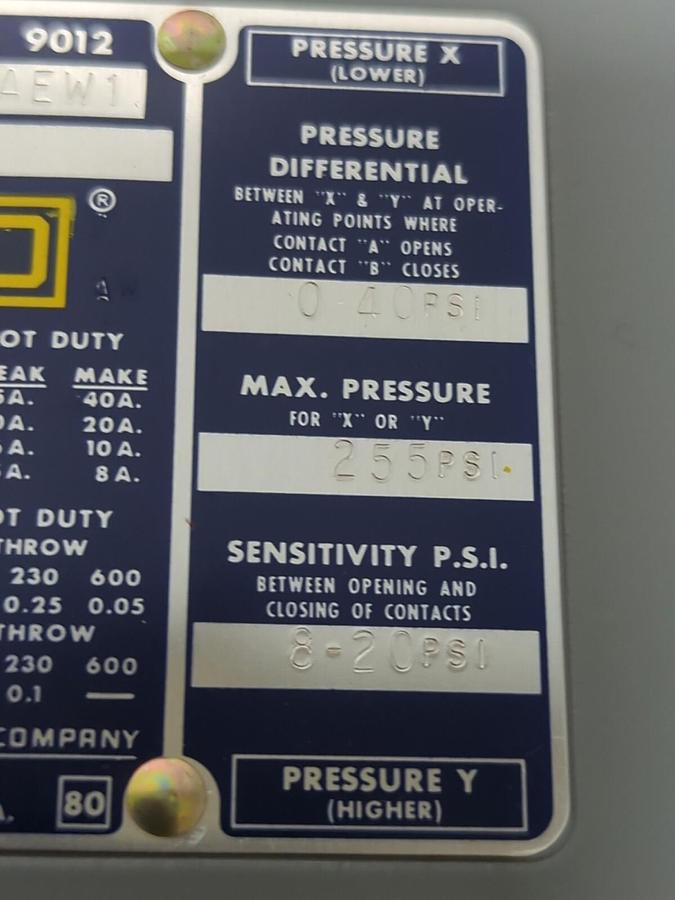 9012
AEW1
®
OT DUTY
EAK MAKE
5A. 40A.
0A. 20A.
A. 10A.
A. 8A.
OT DUTY
THROW
230 600
0.25 0.05
THROW
230 600
0.1 —
COMPANY
A. 80
PRESSURE X
(LOWER)
PRESSURE
DIFFERENTIAL
BETWEEN "X" & "Y" AT OPER-
ATING POINTS WHERE
CONTACT "A" OPENS
CONTACT "B" CLOSES
0 40PSI
MAX. PRESSURE
FOR "X" OR "Y"
255PSI
SENSITIVITY P.S.I.
BETWEEN OPENING AND
CLOSING OF CONTACTS
8-20PSI
PRESSURE Y
(HIGHER)